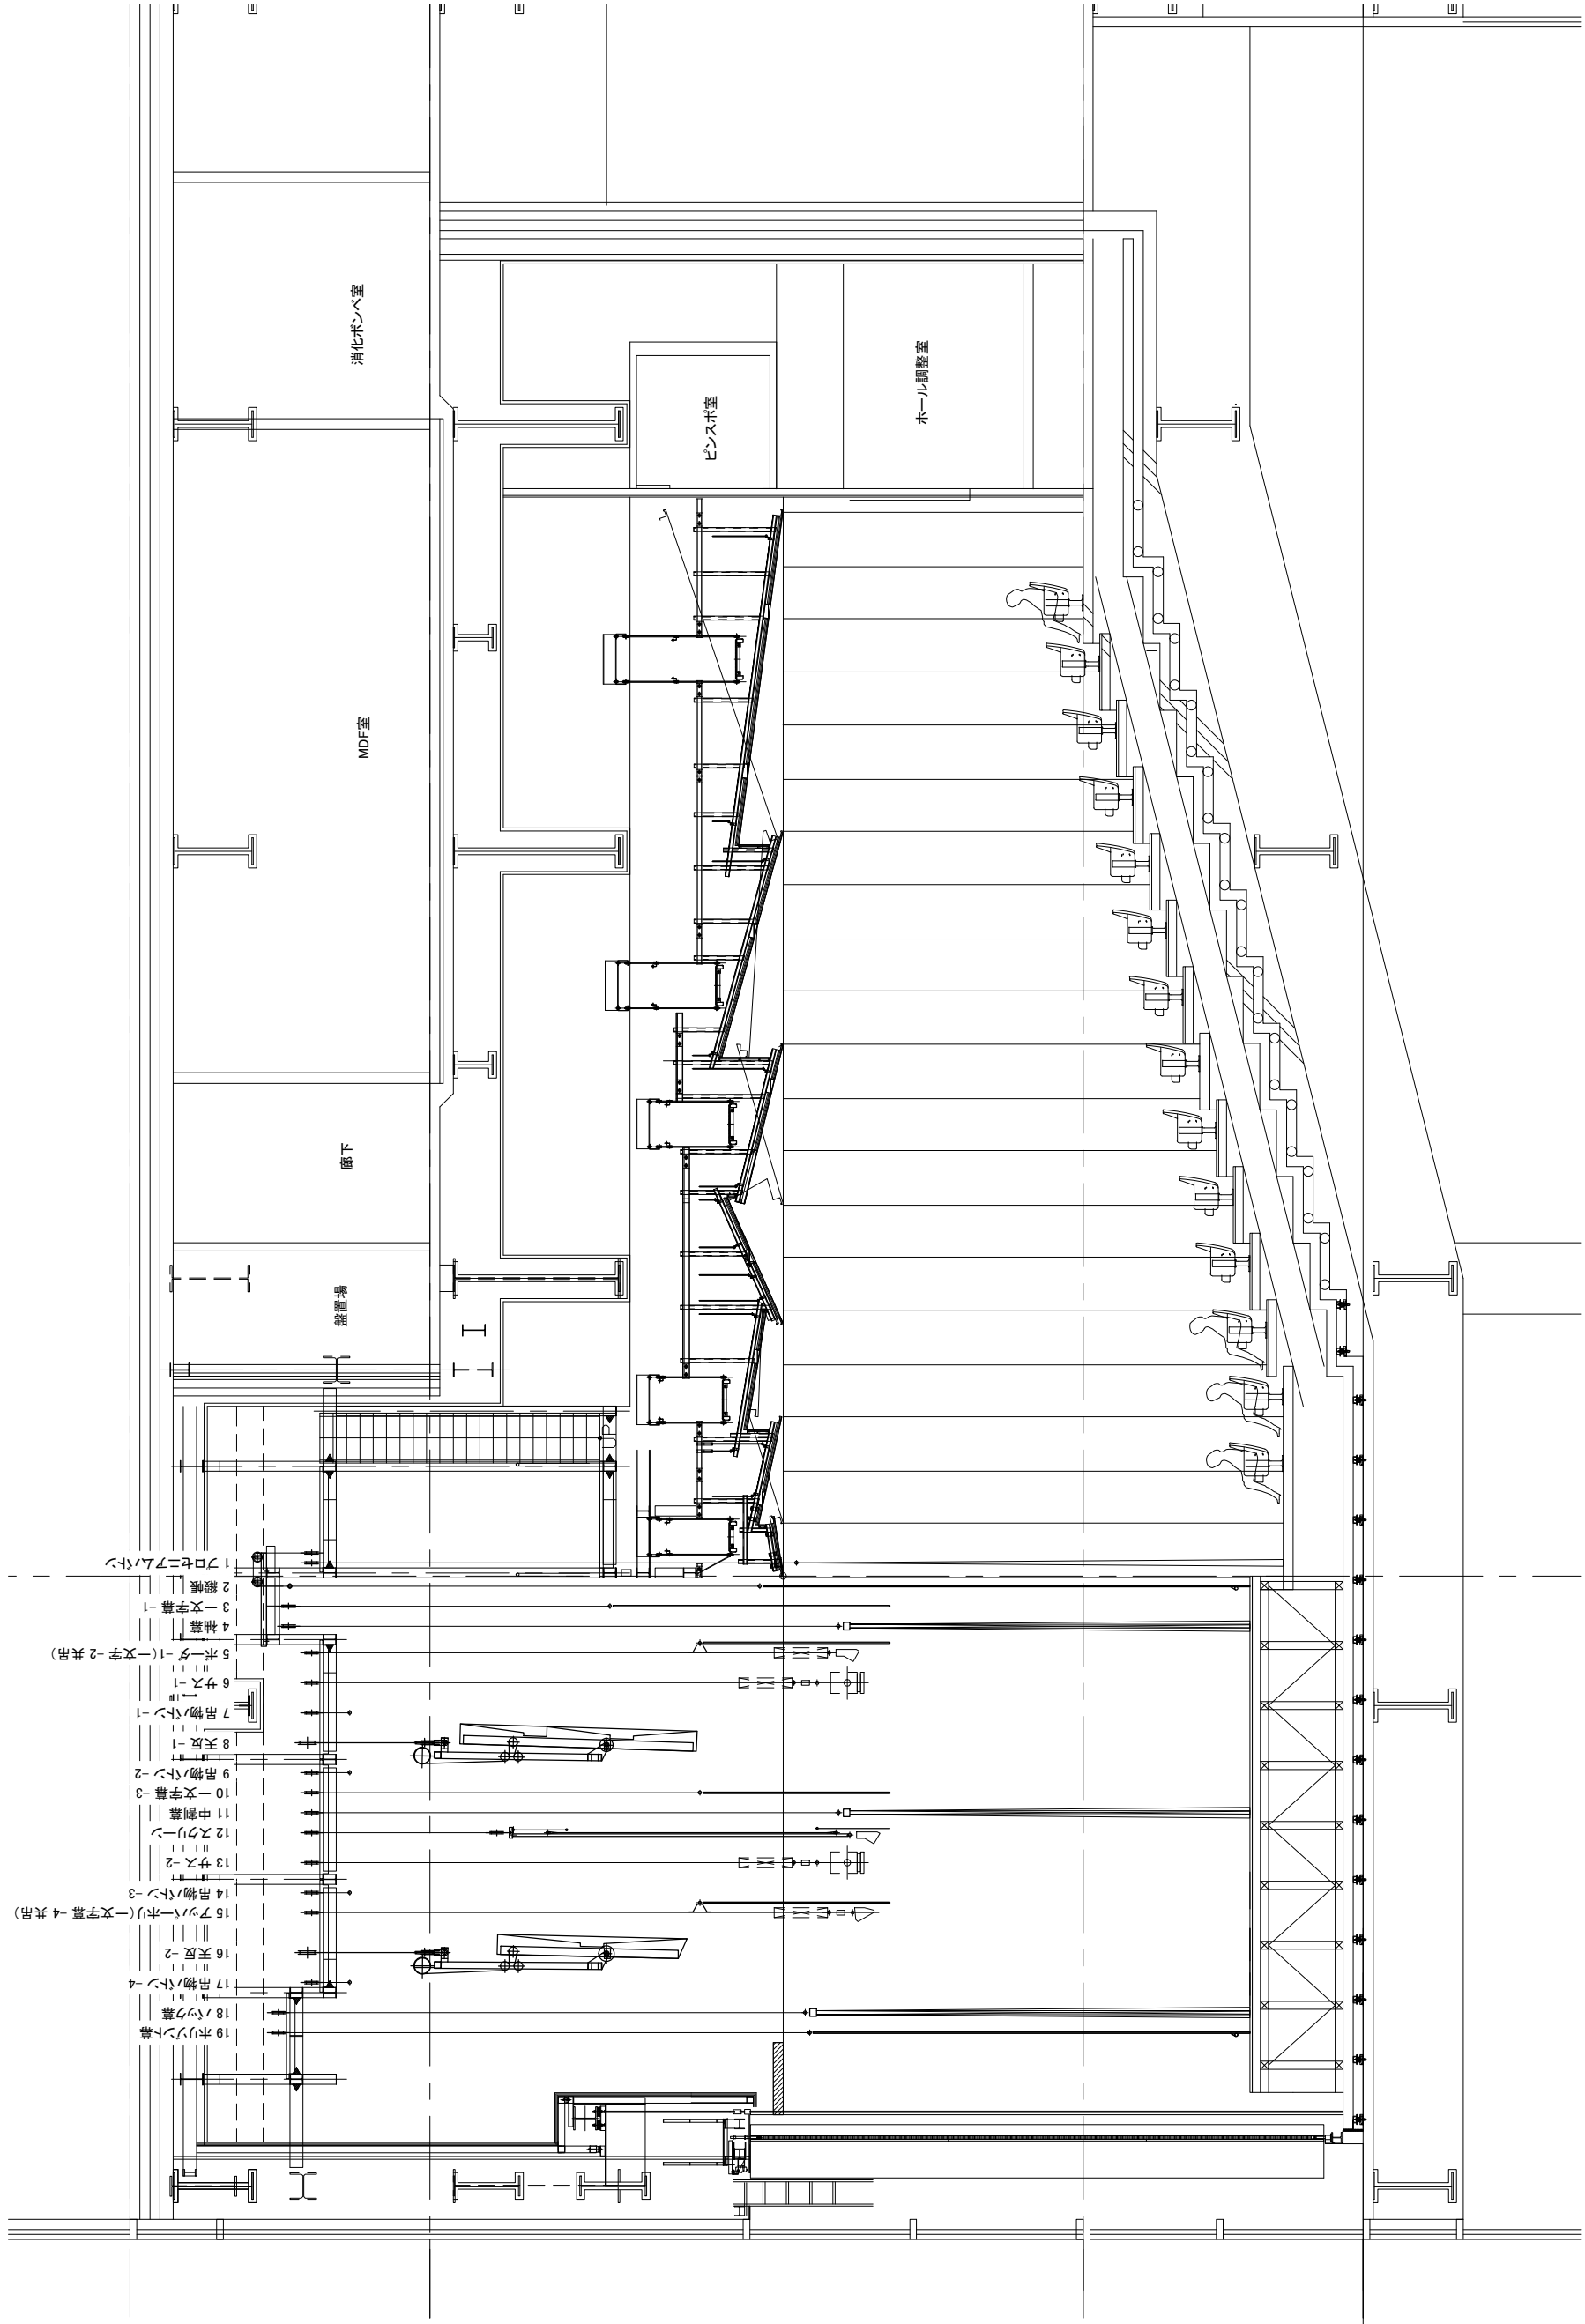 消化ボンベ室
ピンスポ室
ホール調整室
MDF室
廊下
盤置場
UP
1 プロセニアムバトン
2 緞帳
3 一文字幕 -1
4 袖幕
5 ボーダ -1(一文字 -2 共吊)
6 サス -1
7 吊物バトン -1
8 天反 -1
9 吊物バトン -2
10 一文字幕 -3
11 中割幕
12 スクリーン
13 サス -2
14 吊物バトン -3
15 アッパーホリ(一文字幕 -4 共吊)
16 天反 -2
17 吊物バトン -4
18 バック幕
19 ホリゾント幕